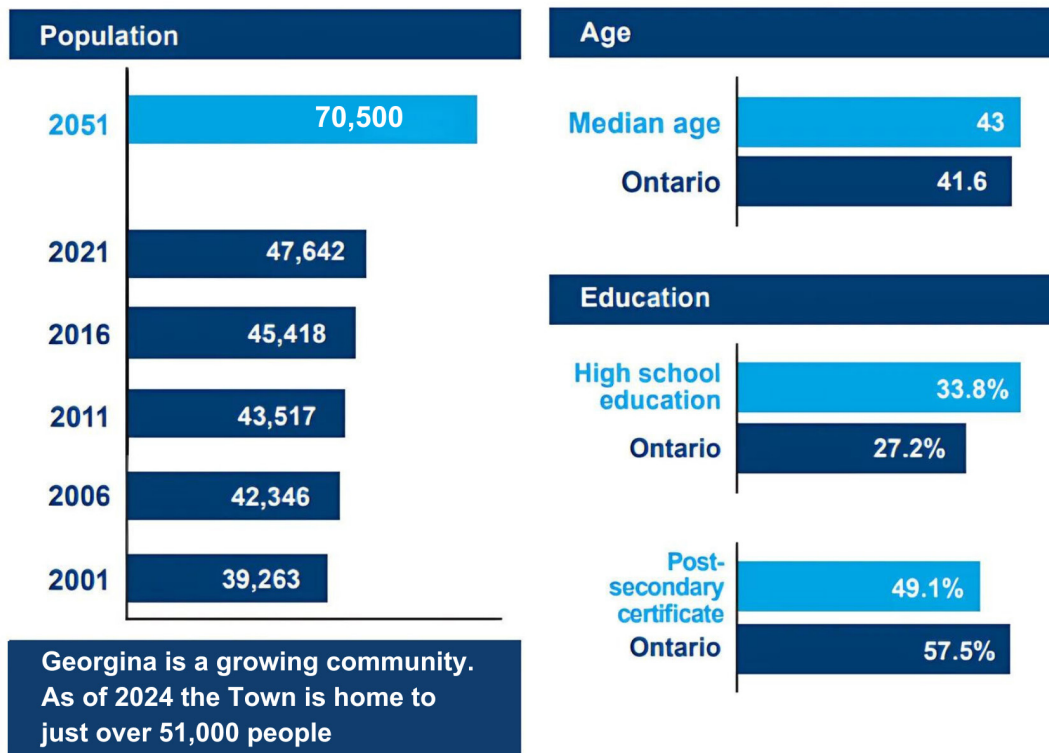 Population
2051 70,500
2021 47,642
2016 45,418
2011 43,517
2006 42,346
2001 39,263
Georgina is a growing community.
As of 2024 the Town is home to
just over 51,000 people
Age
Median age 43
Ontario 41.6
Education
High school
education
33.8%
Ontario 27.2%
Post-
secondary
certificate
49.1%
Ontario 57.5%